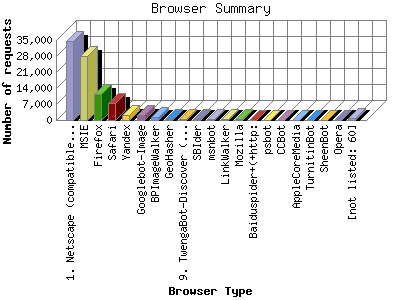 Browser Summary
Number of requests
35,000
28,000
21,000
14,000
7,000
0
1. Netscape (compatible...
MSIE
Firefox
Safari
Yandex
Googlebot-Image
BPImageWalker
GeoHasher
9. TwengaBot-Discover (...
SBIder
msnbot
LinkWalker
Mozilla
Baiduspider+(+http:
psbot
CCBot
AppleCoreMedia
TurnitinBot
SheenBot
Opera
[not listed: 60]
Browser Type